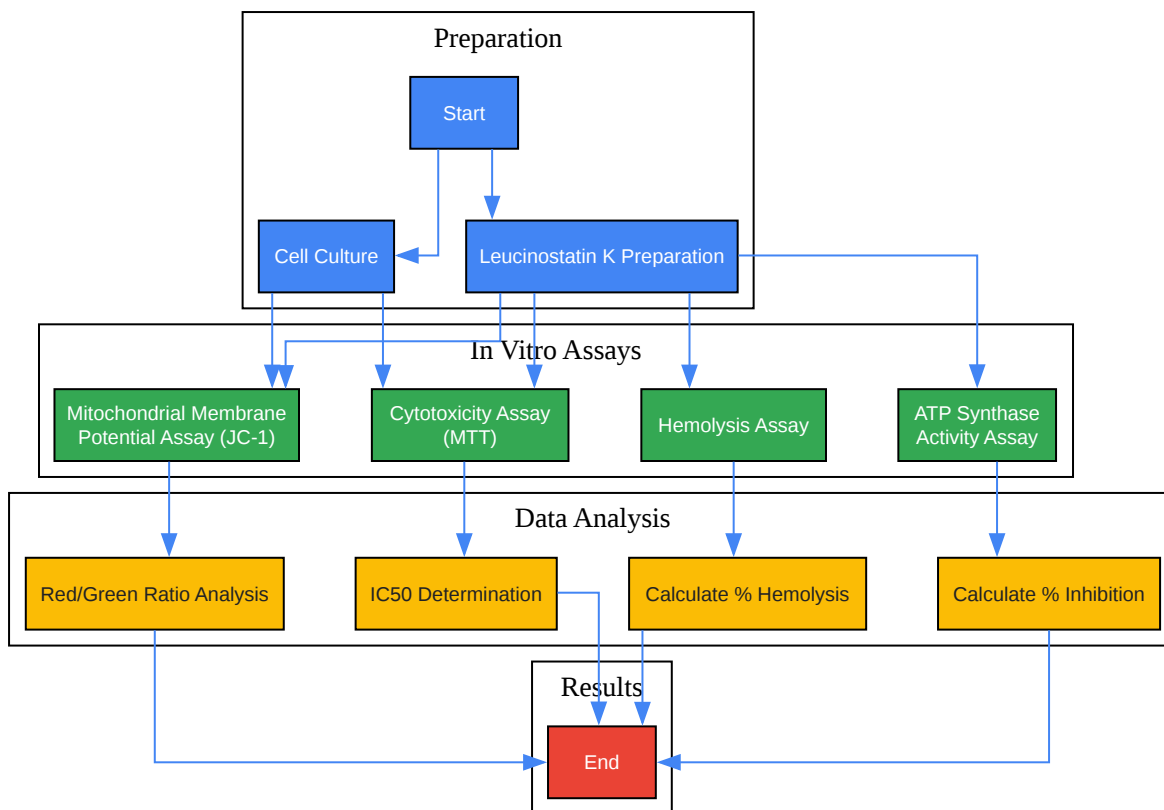 Preparation
Start
Cell Culture
Leucinostatin K Preparation
In Vitro Assays
Mitochondrial Membrane
Potential Assay (JC-1)
Cytotoxicity Assay
(MTT)
Hemolysis Assay
ATP Synthase
Activity Assay
Data Analysis
Red/Green Ratio Analysis
IC50 Determination
Calculate % Hemolysis
Calculate % Inhibition
Results
End